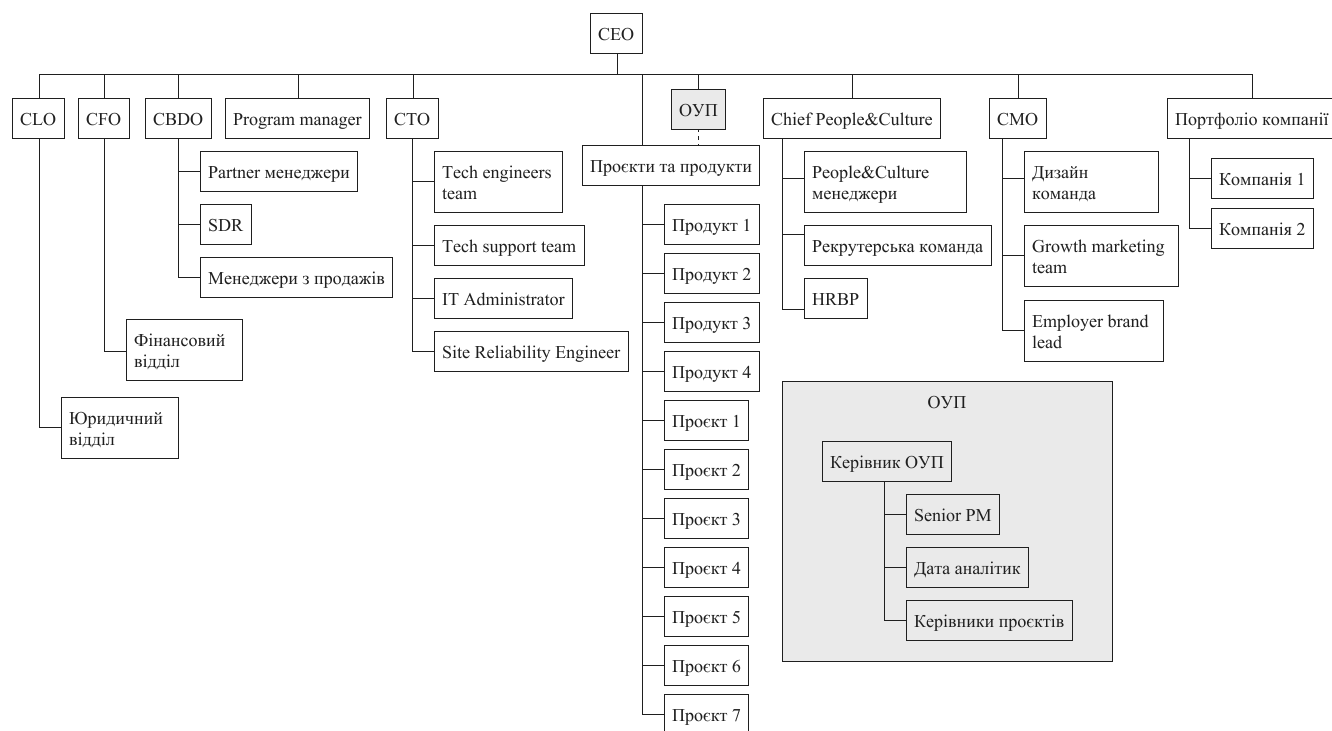 CEO
CLO
CFO
CBDO
Program manager
CTO
ОУП
Chief People&Culture
CMO
Портфоліо компанії
Partner менеджери
SDR
Менеджери з продажів
Фінансовий
відділ
Юридичний
відділ
Tech engineers
team
Tech support team
IT Administrator
Site Reliability Engineer
Проєкти та продукти
Продукт 1
Продукт 2
Продукт 3
Продукт 4
Проєкт 1
Проєкт 2
Проєкт 3
Проєкт 4
Проєкт 5
Проєкт 6
Проєкт 7
People&Culture
менеджери
Рекрутерська команда
HRBP
Дизайн
команда
Growth marketing
team
Employer brand
lead
Компанія 1
Компанія 2
ОУП
Керівник ОУП
Senior PM
Дата аналітик
Керівники проєктів